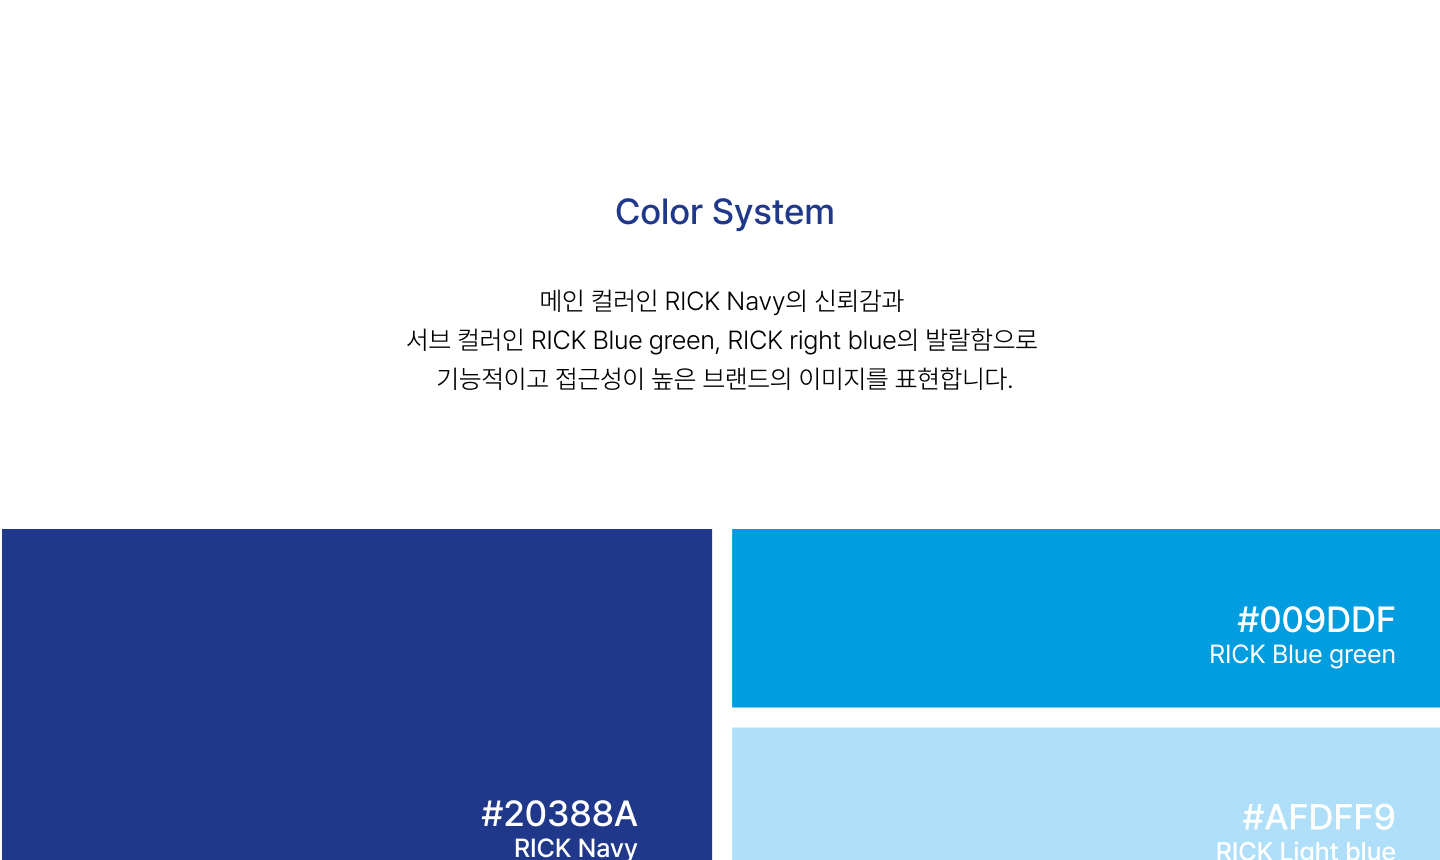 Color System
메인 컬러인 RICK Navy의 신뢰감과
서브 컬러인 RICK Blue green, RICK right blue의 발랄함으로
기능적이고 접근성이 높은 브랜드의 이미지를 표현합니다.
#009DDF
RICK Blue green
#20388A
RICK Navy
#AFDFF9
RICK Light blue